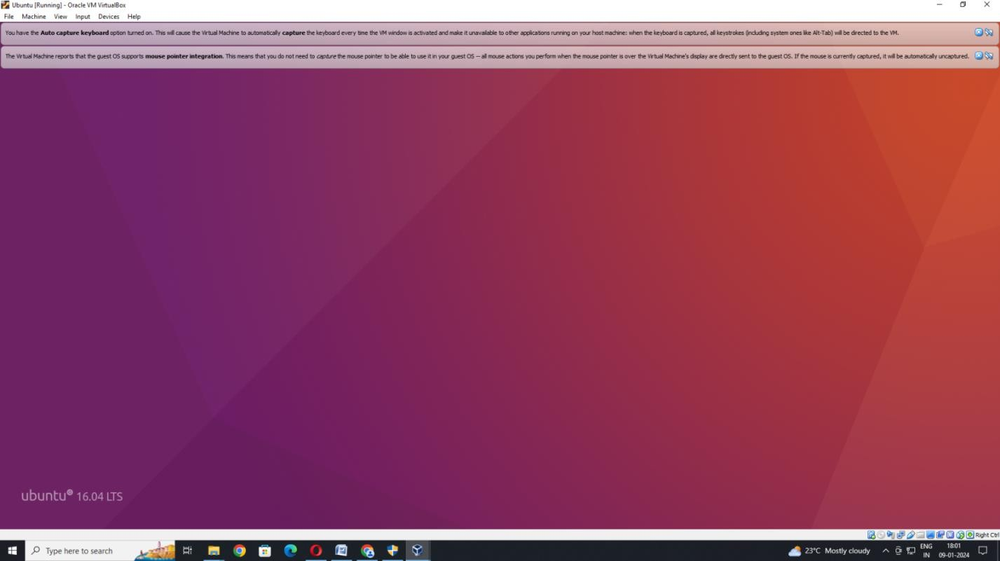 Ubuntu [Running] - Oracle VM VirtualBox
File Machine View Input Devices Help
You have the Auto capture keyboard option turned on. This will cause the Virtual Machine to automatically capture the keyboard every time the VM window is activated and make it unavailable to other applications running on your host machine: when the keyboard is captured, all keystrokes (including system ones like Alt-Tab) will be directed to the VM.
The Virtual Machine reports that the guest OS supports mouse pointer integration. This means that you do not need to capture the mouse pointer to be able to use it in your guest OS -- all mouse actions you perform when the mouse pointer is over the Virtual Machine's display are directly sent to the guest OS. If the mouse is currently captured, it will be automatically uncaptured.
ubuntu® 16.04 LTS
Right Ctrl
Type here to search
23°C Mostly cloudy
ENG
IN
18:01
09-01-2024